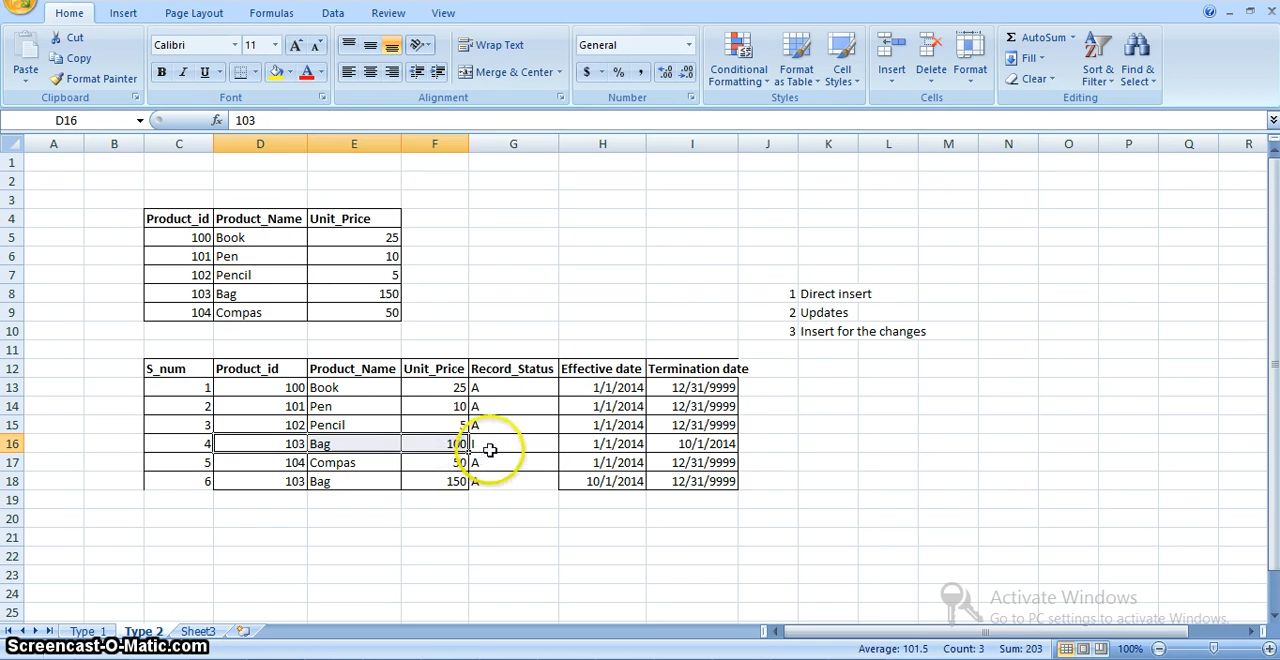 Home Insert Page Layout Formulas Data Review View
Cut
Copy
Format Painter
Paste
Clipboard
Calibri 11 A A
B I U A
Font
Wrap Text
Merge & Center
Alignment
General
$ % ,
Number
Conditional Formatting
Format as Table
Cell Styles
Styles
Insert Delete Format
Cells
Σ AutoSum
Fill
Clear
Sort & Filter
Find & Select
Editing
D16 fx 103
A B C D E F G H I J K L M N O P Q R
1
2
3
4 Product_id Product_Name Unit_Price
5 100 Book 25
6 101 Pen 10
7 102 Pencil 5
8 103 Bag 150 1 Direct insert
9 104 Compas 50 2 Updates
10 3 Insert for the changes
11
12 S_num Product_id Product_Name Unit_Price Record_Status Effective date Termination date
13 1 100 Book 25 A 1/1/2014 12/31/9999
14 2 101 Pen 10 A 1/1/2014 12/31/9999
15 3 102 Pencil 5 A 1/1/2014 12/31/9999
16 4 103 Bag 100 I 1/1/2014 10/1/2014
17 5 104 Compas 50 A 1/1/2014 12/31/9999
18 6 103 Bag 150 A 10/1/2014 12/31/9999
19
20
21
22
23
24
25
Activate Windows
Go to PC settings to activate Windows.
Type 1 Type 2 Sheet3
Screencast-O-Matic.com
Average: 101.5 Count: 3 Sum: 203 100%